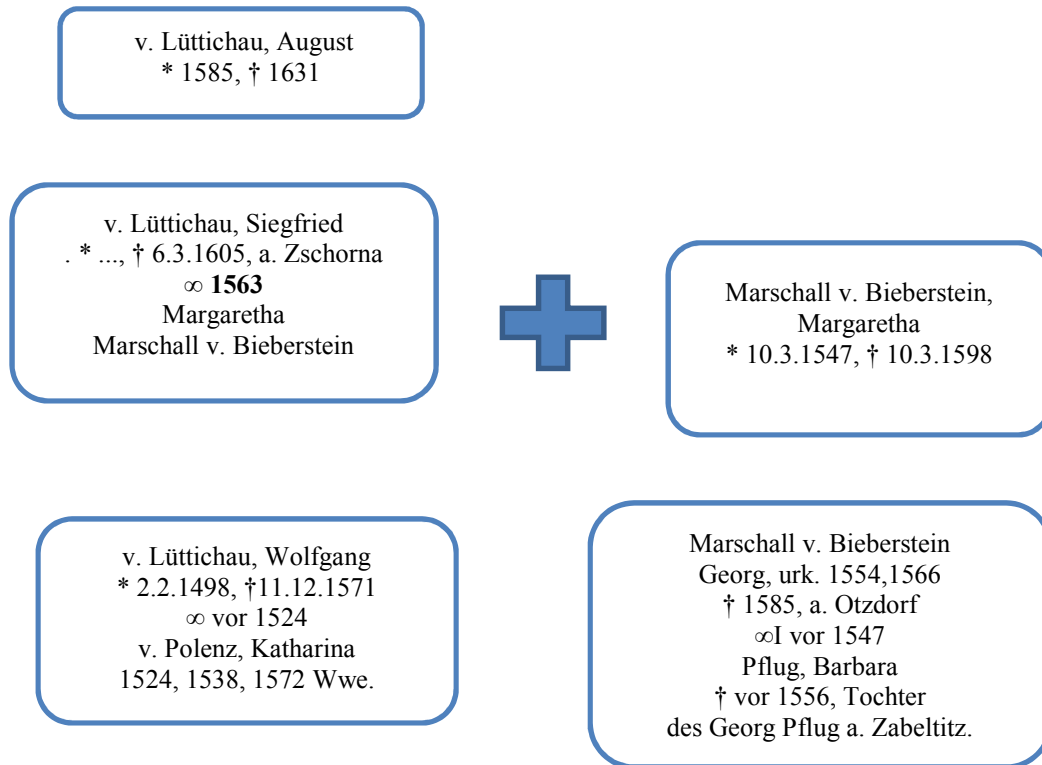 v. Lüttichau, August
* 1585, † 1631
v. Lüttichau, Siegfried
. * ..., † 6.3.1605, a. Zschorna
∞ 1563
Margaretha
Marschall v. Bieberstein
Marschall v. Bieberstein,
Margaretha
* 10.3.1547, † 10.3.1598
v. Lüttichau, Wolfgang
* 2.2.1498, †11.12.1571
∞ vor 1524
v. Polenz, Katharina
1524, 1538, 1572 Wwe.
Marschall v. Bieberstein
Georg, urk. 1554,1566
† 1585, a. Otzdorf
∞I vor 1547
Pflug, Barbara
† vor 1556, Tochter
des Georg Pflug a. Zabeltitz.